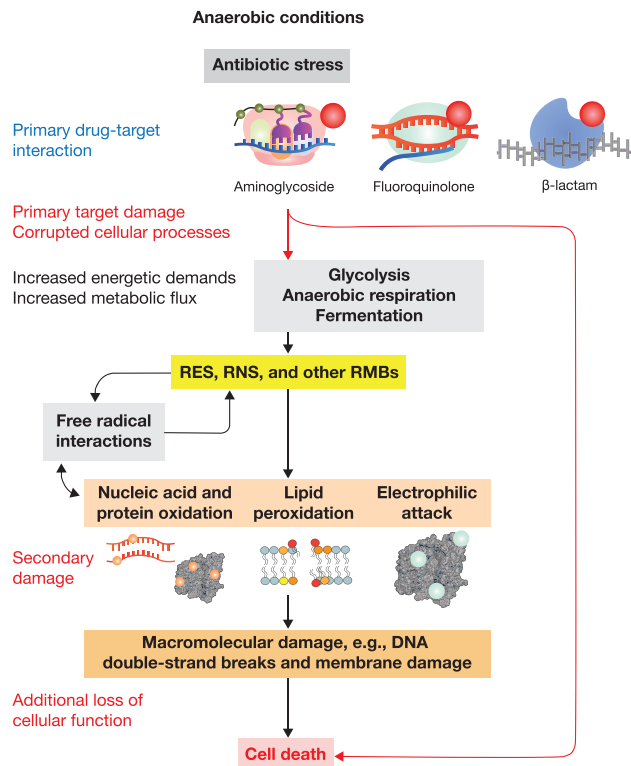 Anaerobic conditions
Antibiotic stress
Primary drug-target
interaction
Aminoglycoside
Fluoroquinolone
β-lactam
Primary target damage
Corrupted cellular processes
Increased energetic demands
Increased metabolic flux
Glycolysis
Anaerobic respiration
Fermentation
RES, RNS, and other RMBs
Free radical
interactions
Nucleic acid and
protein oxidation
Lipid
peroxidation
Electrophilic
attack
Secondary
damage
Macromolecular damage, e.g., DNA
double-strand breaks and membrane damage
Additional loss of
cellular function
Cell death